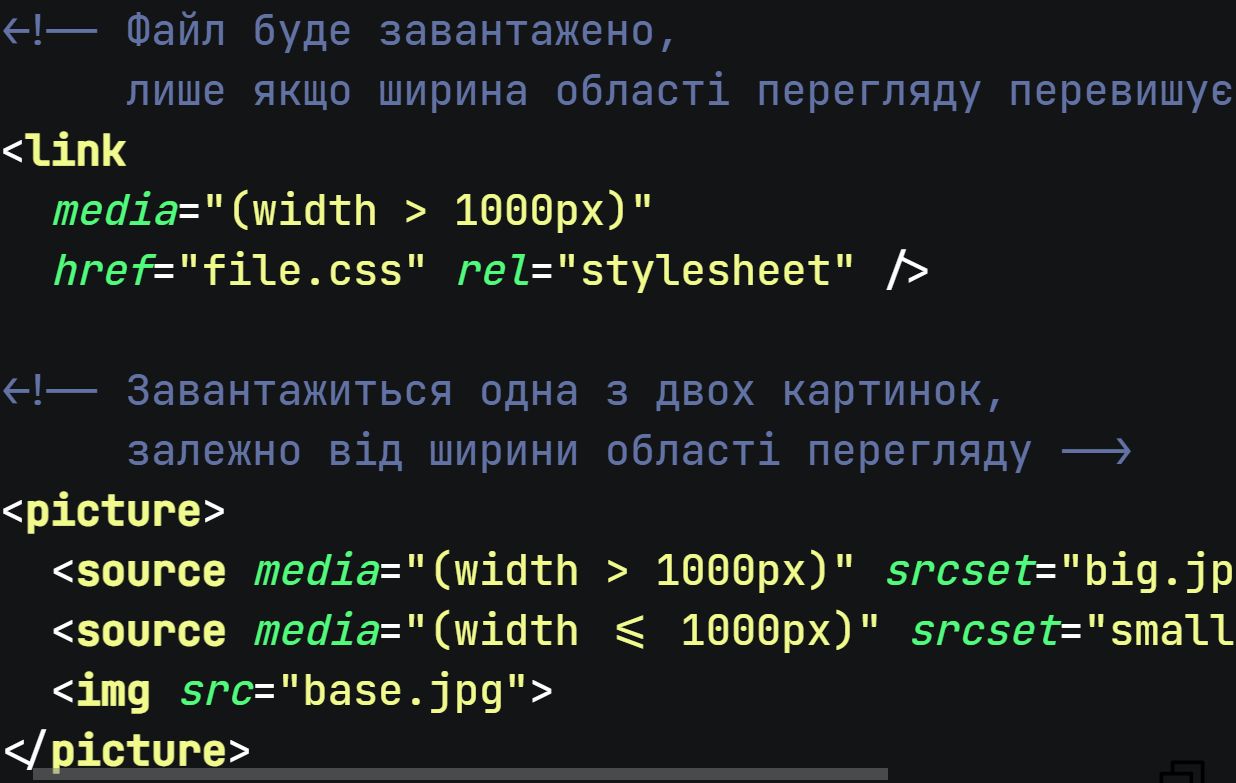 <!-- Файл буде завантажено,
лише якщо ширина області перегляду перевищує
<link
media="(width > 1000px)"
href="file.css" rel="stylesheet" />
<!-- Завантажиться одна з двох картинок,
залежно від ширини області перегляду -->
<picture>
<source media="(width > 1000px)" srcset="big.jp
<source media="(width <= 1000px)" srcset="small
<img src="base.jpg">
</picture>